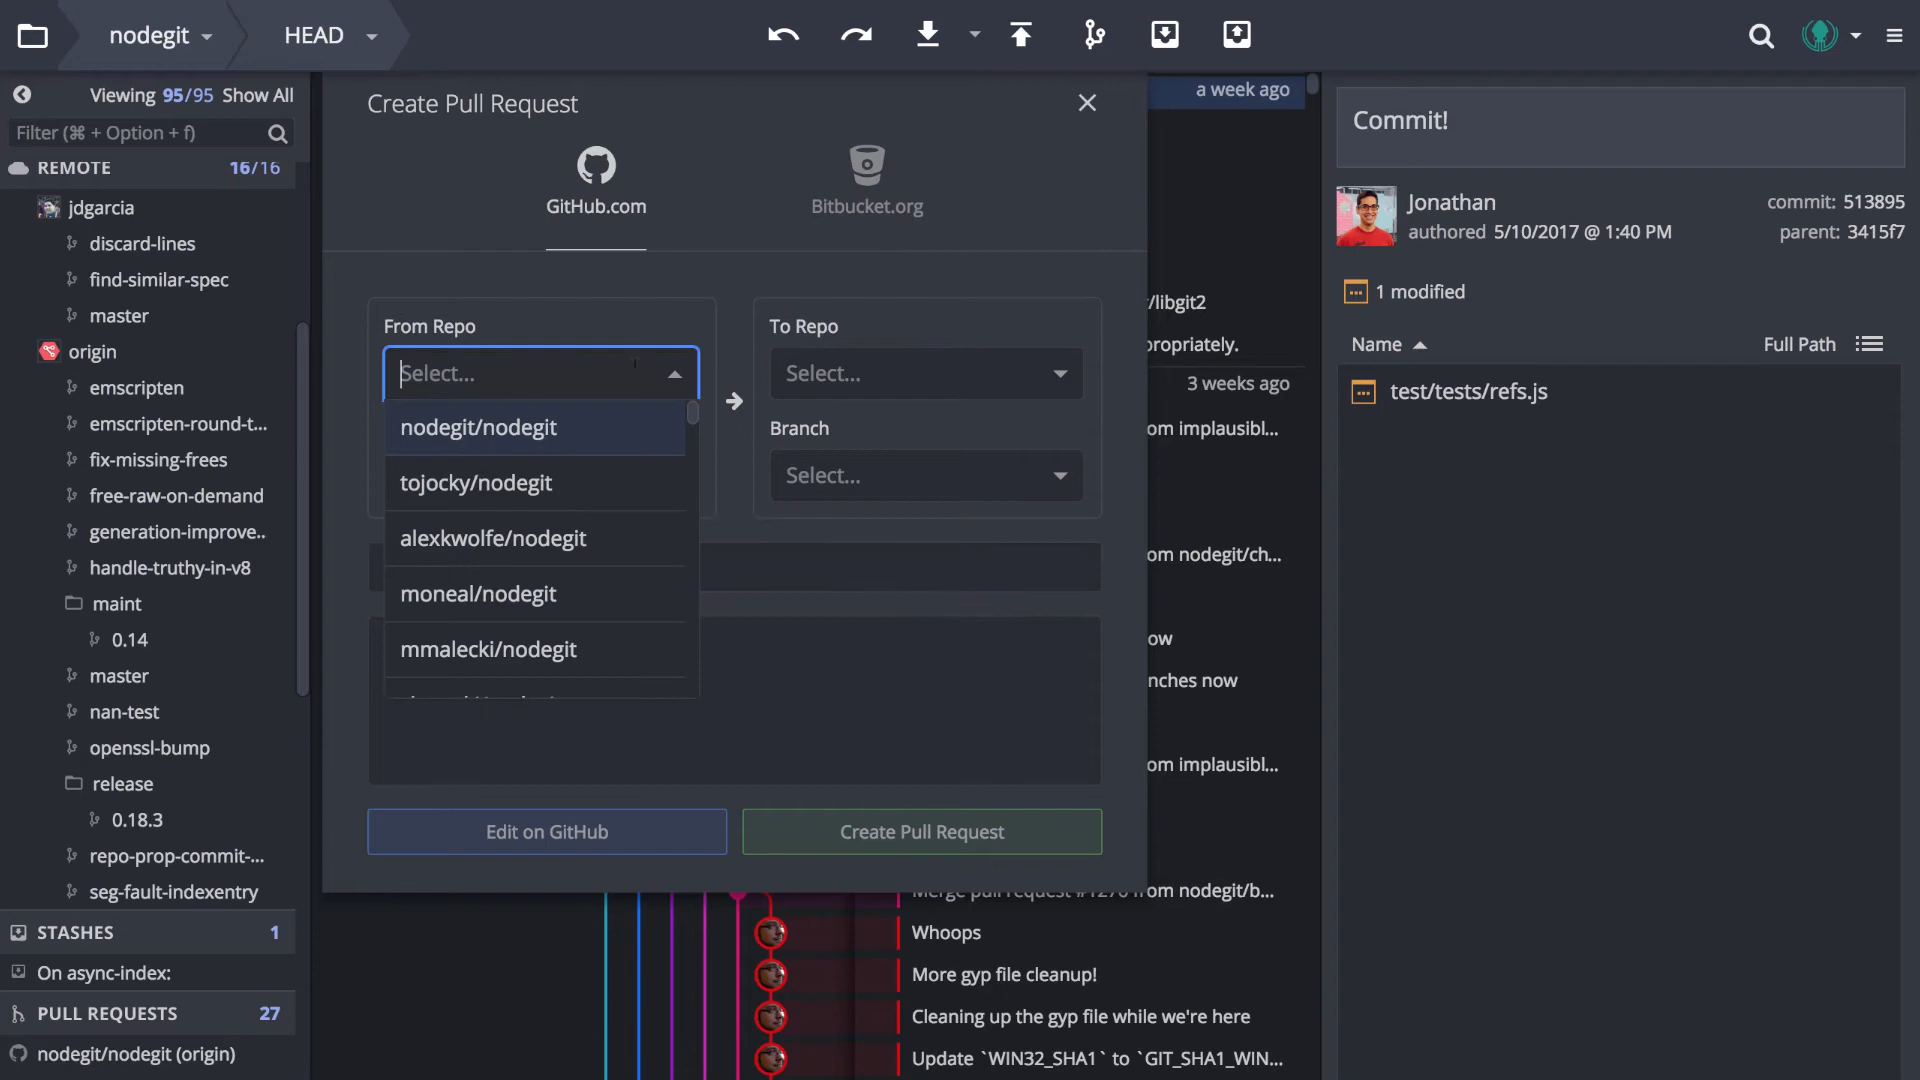 nodegit
HEAD
Viewing 95/95 Show All
Filter (⌘ + Option + f)
REMOTE 16/16
jdgarcia
discard-lines
find-similar-spec
master
origin
emscripten
emscripten-round-t...
fix-missing-frees
free-raw-on-demand
generation-improve..
handle-truthy-in-v8
maint
0.14
master
nan-test
openssl-bump
release
0.18.3
repo-prop-commit-...
seg-fault-indexentry
STASHES 1
On async-index:
PULL REQUESTS 27
nodegit/nodegit (origin)
Create Pull Request
GitHub.com
Bitbucket.org
From Repo
Select...
nodegit/nodegit
tojocky/nodegit
alexkwolfe/nodegit
moneal/nodegit
mmalecki/nodegit
To Repo
Select...
Branch
Select...
Edit on GitHub
Create Pull Request
a week ago
/libgit2
propriately.
3 weeks ago
om implausibl...
om nodegit/ch...
ow
nches now
om implausibl...
Merge pull request #1270 from nodegit/b...
Whoops
More gyp file cleanup!
Cleaning up the gyp file while we're here
Update `WIN32_SHA1` to `GIT_SHA1_WIN...
Commit!
Jonathan
authored 5/10/2017 @ 1:40 PM
commit: 513895
parent: 3415f7
1 modified
Name
Full Path
test/tests/refs.js